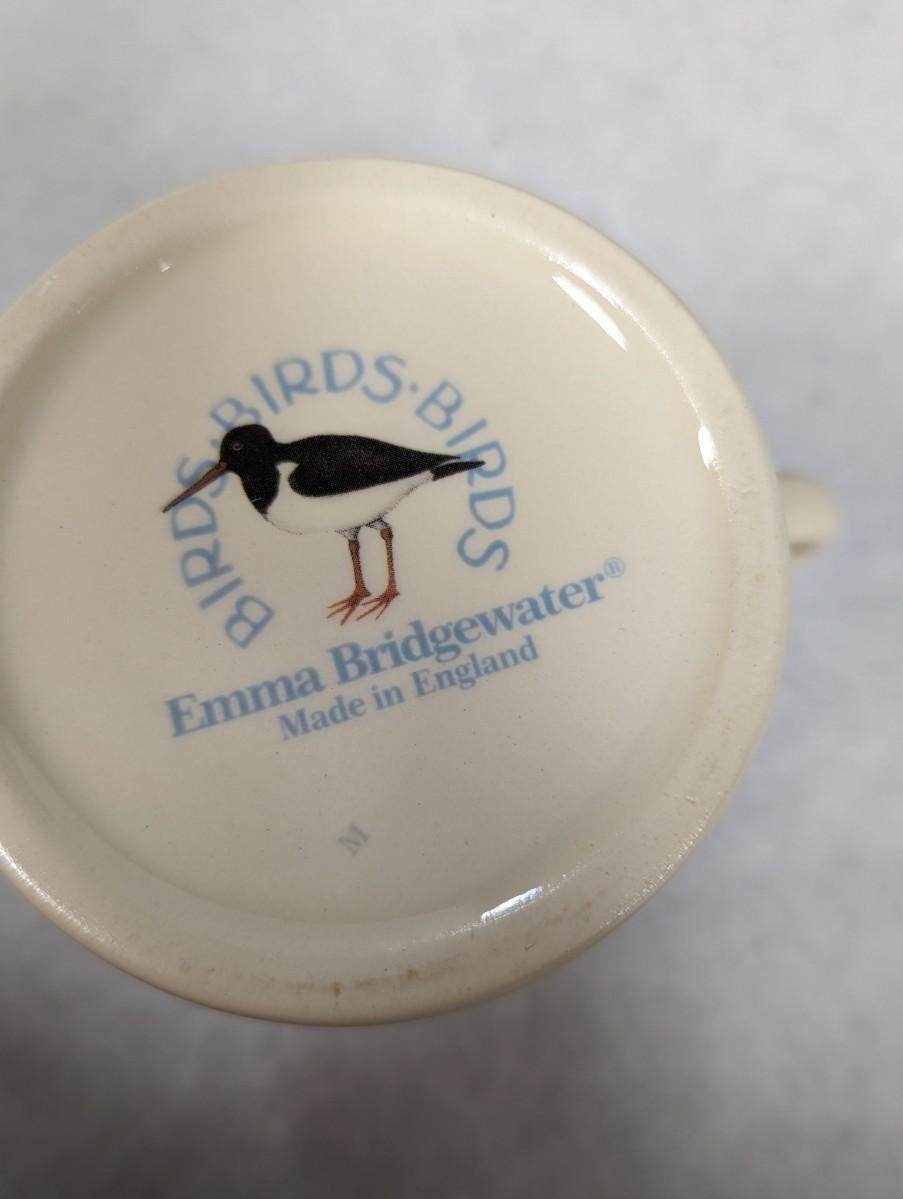 BIRDS·BIRDS·BIRDS
Emma Bridgewater®
Made in England
M